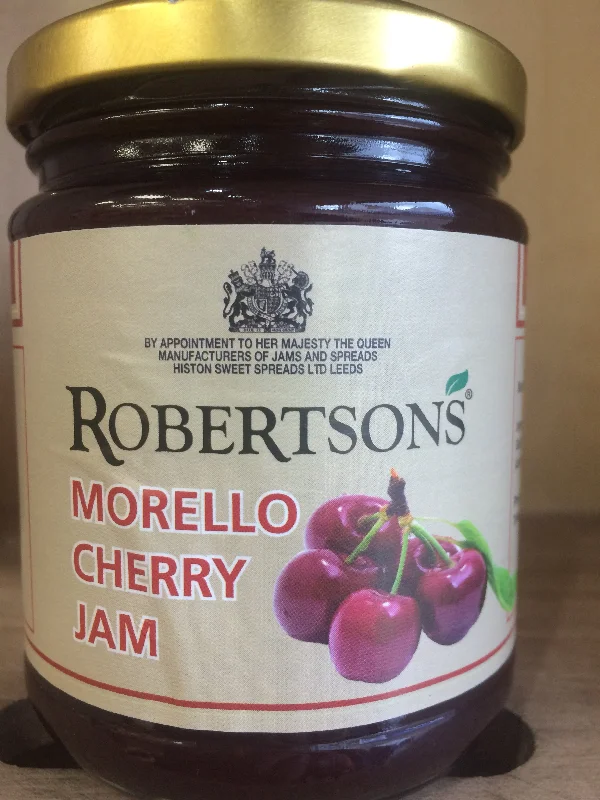 BY APPOINTMENT TO HER MAJESTY THE QUEEN
MANUFACTURERS OF JAMS AND SPREADS
HISTON SWEET SPREADS LTD LEEDS
ROBERTSON'S®
MORELLO
CHERRY
JAM